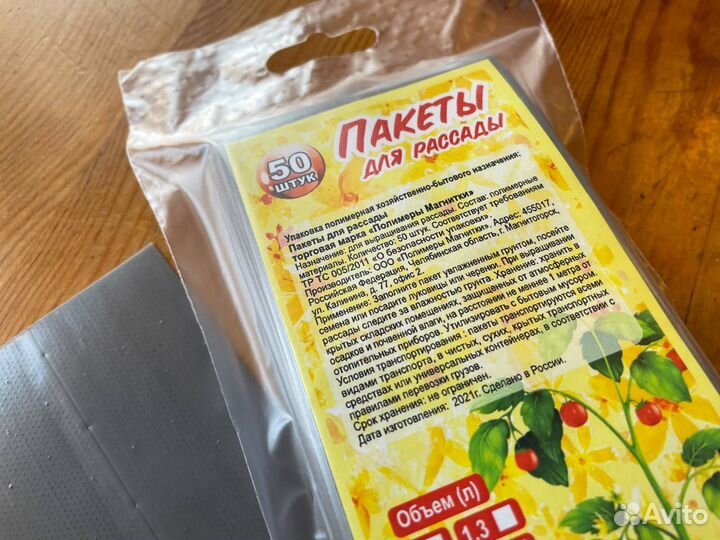 50
ШТУК
ПАКЕТЫ
ДЛЯ РАССАДЫ
Упаковка полимерная хозяйственно-бытового назначения:
Пакеты для рассады
торговая марка «Полимеры Магнитки»
Назначение: для выращивания рассады. Состав: полимерные
материалы. Количество: 50 штук. Соответствует требованиям
ТР ТС 005/2011 «О безопасности упаковки».
Производитель: ООО «Полимеры Магнитки». Адрес: 455017,
Российская Федерация, Челябинская область, г. Магнитогорск,
ул. Калинина, д. 77, офис 2.
Применение: Заполните пакет увлажненным грунтом, посейте
семена или посадите луковицы или черенки. При выращивании
рассады следите за влажностью грунта. Хранение: хранить в
крытых складских помещениях, защищенных от атмосферных
осадков и почвенной влаги, на расстоянии не менее 1 метра от
отопительных приборов. Утилизировать с бытовым мусором.
Условия транспортирования: пакеты транспортируются всеми
видами транспорта, в чистых, сухих, крытых транспортных
средствах или универсальных контейнерах, в соответствии с
правилами перевозки грузов.
Срок хранения: не ограничен.
Дата изготовления: 2021г. Сделано в России.
Объем (л)
1,3
Avito